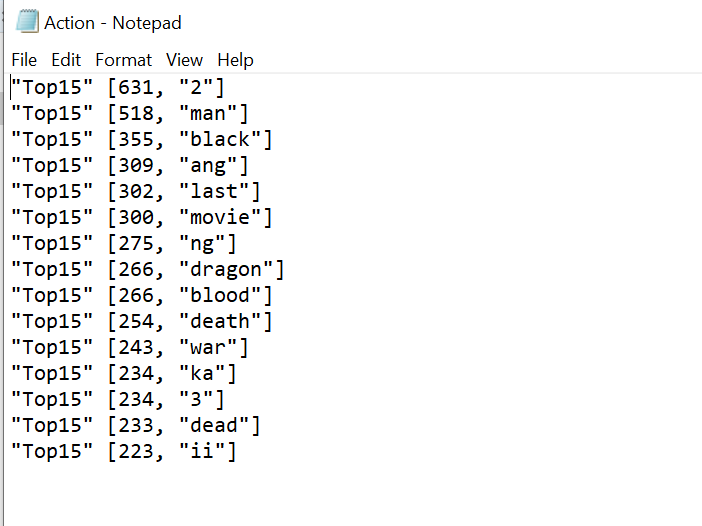 Action - Notepad
File Edit Format View Help
"Top15" [631, "2"]
"Top15" [518, "man"]
"Top15" [355, "black"]
"Top15" [309, "ang"]
"Top15" [302, "last"]
"Top15" [300, "movie"]
"Top15" [275, "ng"]
"Top15" [266, "dragon"]
"Top15" [266, "blood"]
"Top15" [254, "death"]
"Top15" [243, "war"]
"Top15" [234, "ka"]
"Top15" [234, "3"]
"Top15" [233, "dead"]
"Top15" [223, "ii"]